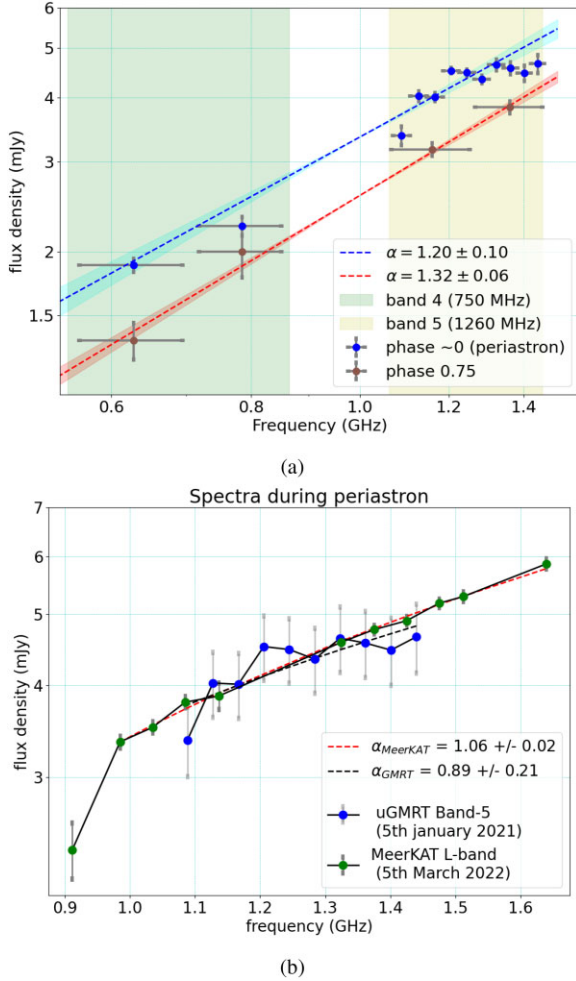 6
5
4
3
2
1.5
flux density (mJy)
α = 1.20 ± 0.10
α = 1.32 ± 0.06
band 4 (750 MHz)
band 5 (1260 MHz)
phase ~0 (periastron)
phase 0.75
0.6 0.8 1.0 1.2 1.4
Frequency (GHz)
(a)
Spectra during periastron
7
6
5
4
3
flux density (mJy)
α_MeerKAT = 1.06 +/- 0.02
α_GMRT = 0.89 +/- 0.21
uGMRT Band-5
(5th january 2021)
MeerKAT L-band
(5th March 2022)
0.9 1.0 1.1 1.2 1.3 1.4 1.5 1.6
frequency (GHz)
(b)